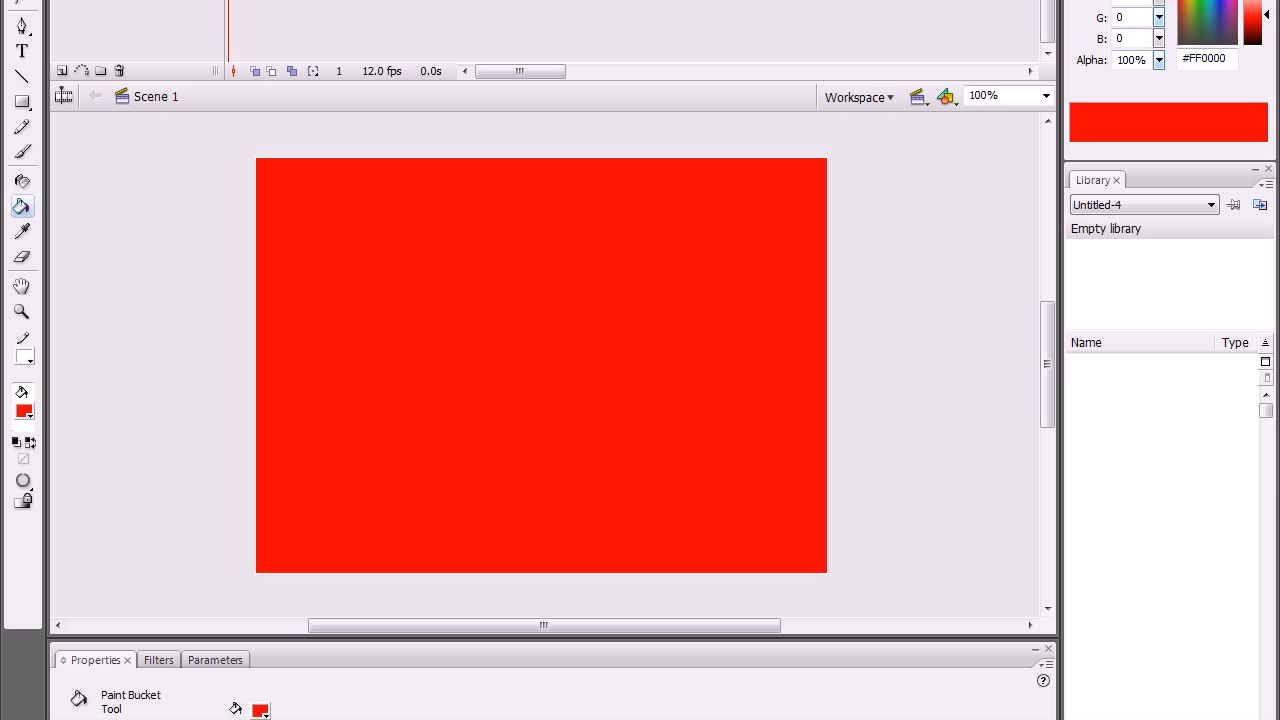 G: 0
B: 0
Alpha: 100% #FF0000
T
1 12.0 fps 0.0s
Scene 1 Workspace 100%
Library
Untitled-4
Empty library
Name Type
Properties Filters Parameters
Paint Bucket
Tool
?